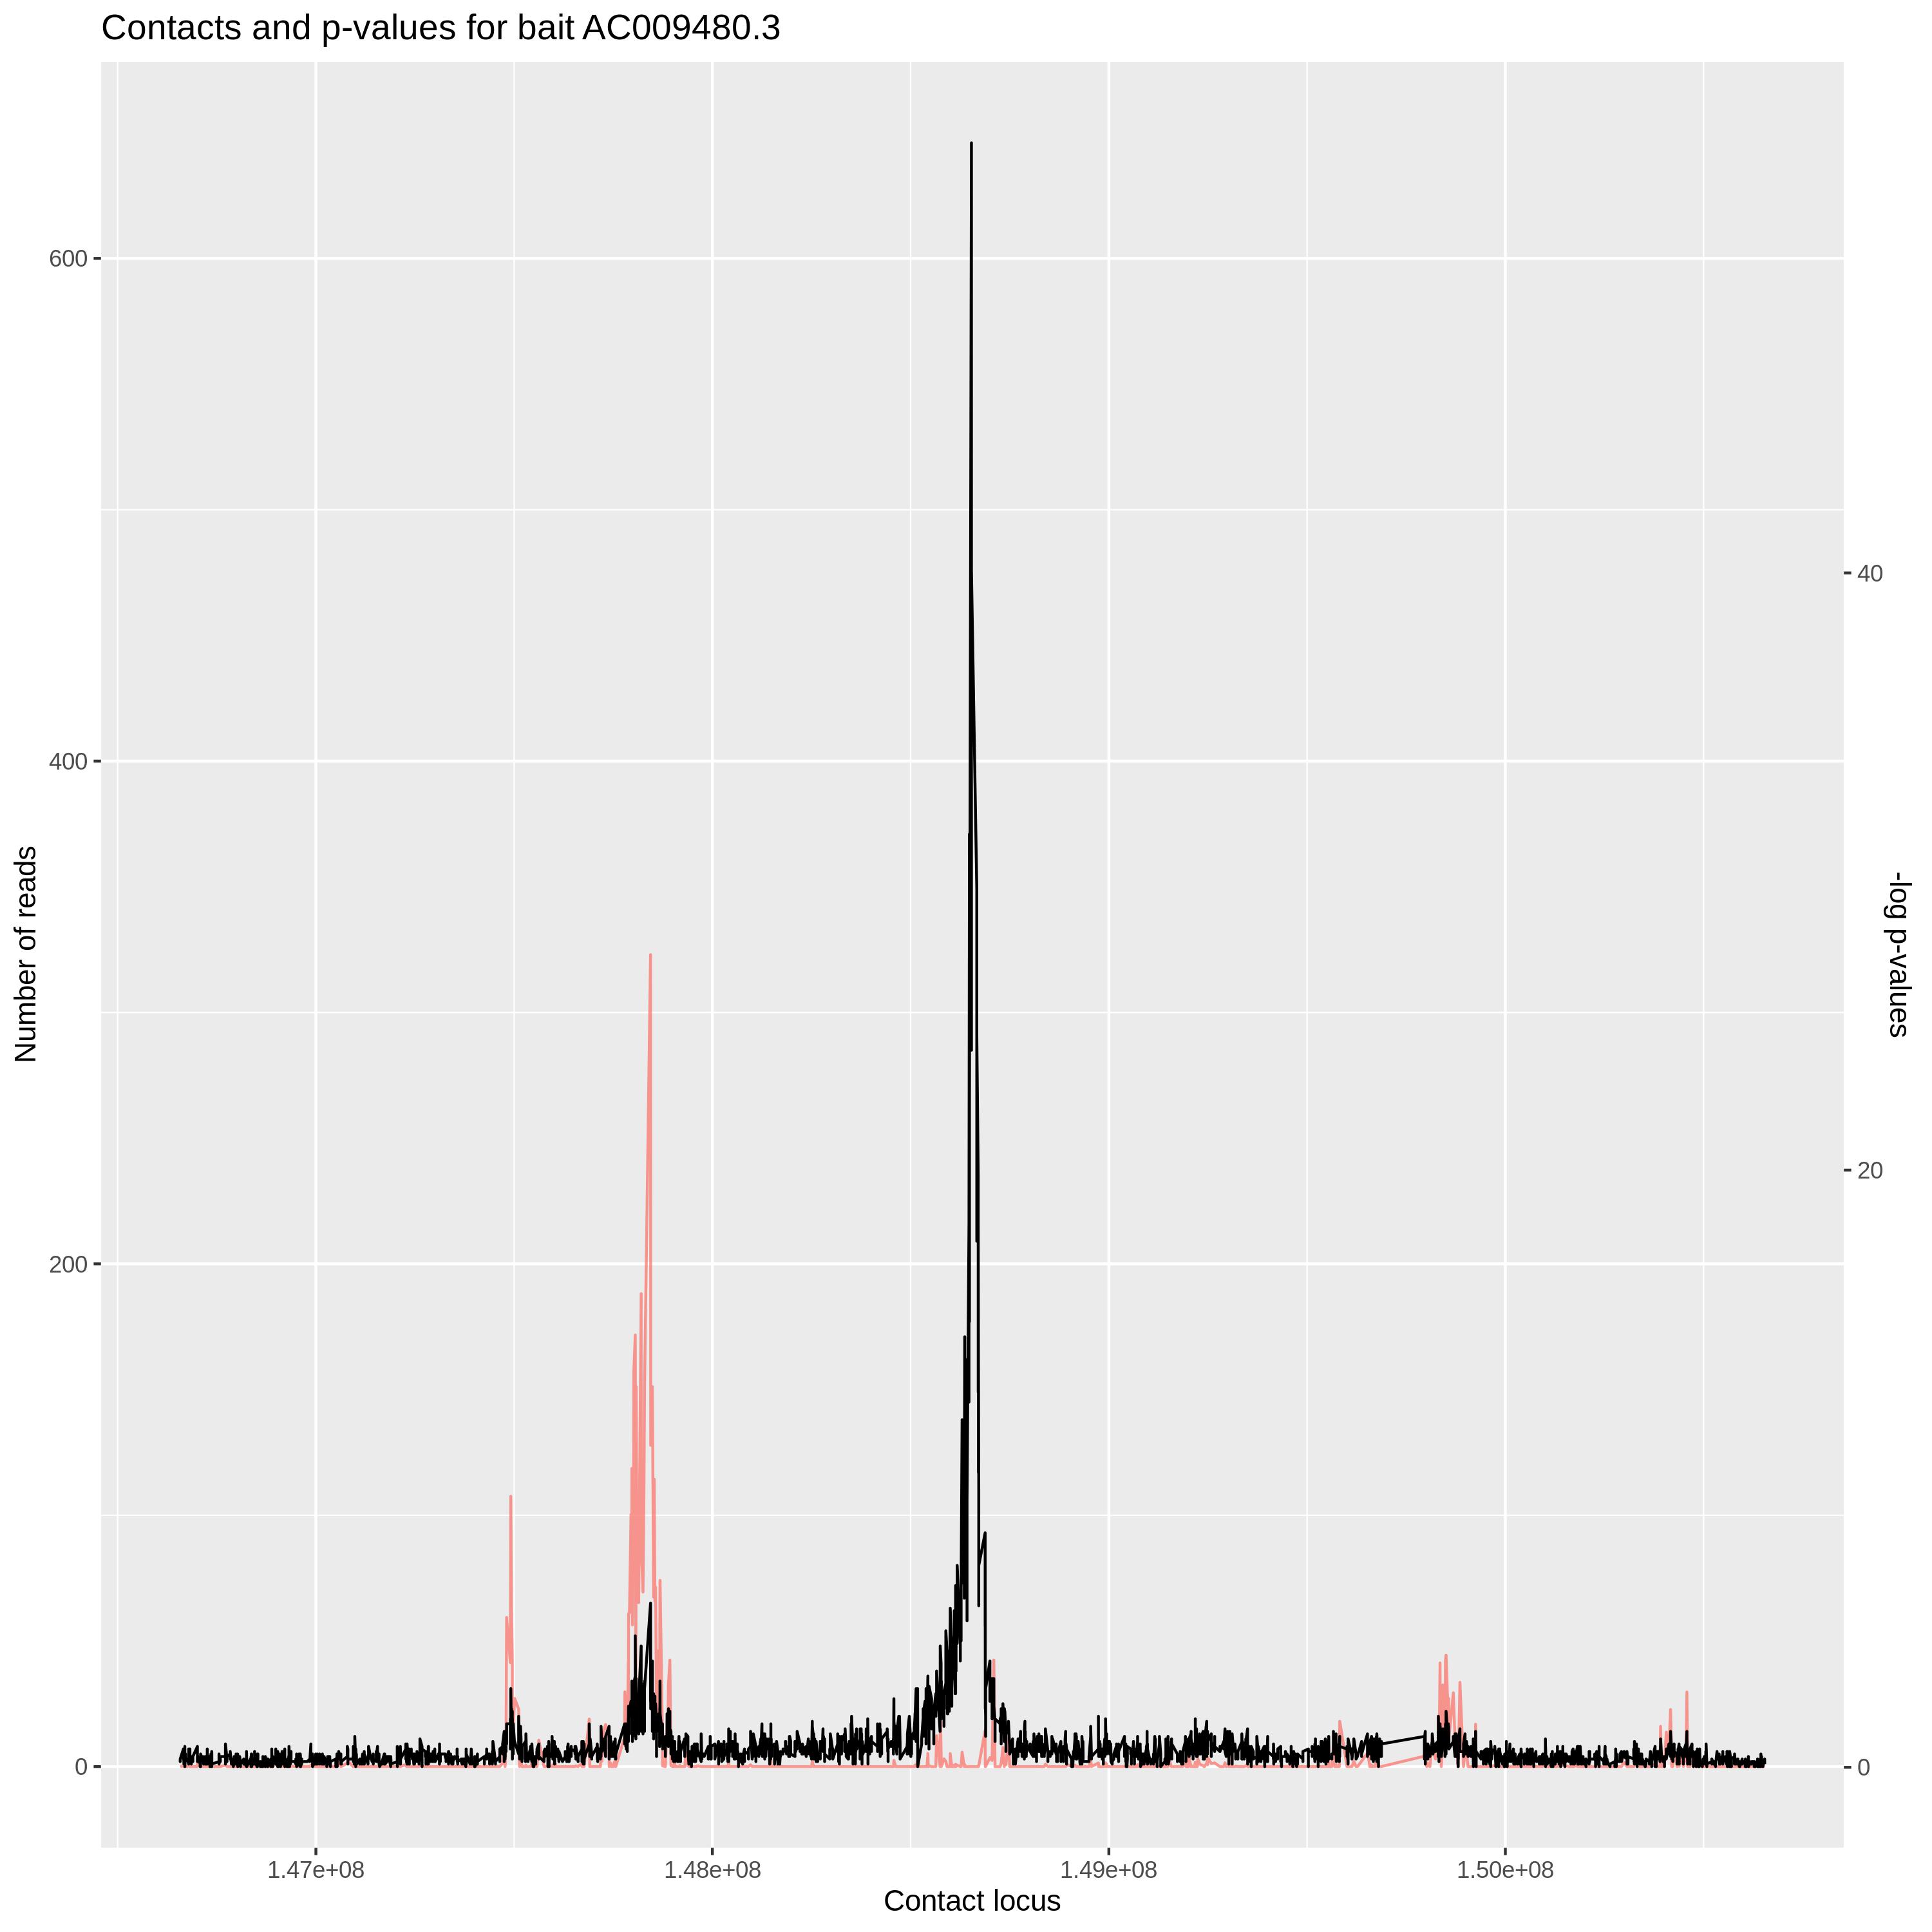 Contacts and p-values for bait AC009480.3
600
400
200
0
40
20
0
Number of reads
-log p-values
1.47e+08
1.48e+08
1.49e+08
1.50e+08
Contact locus